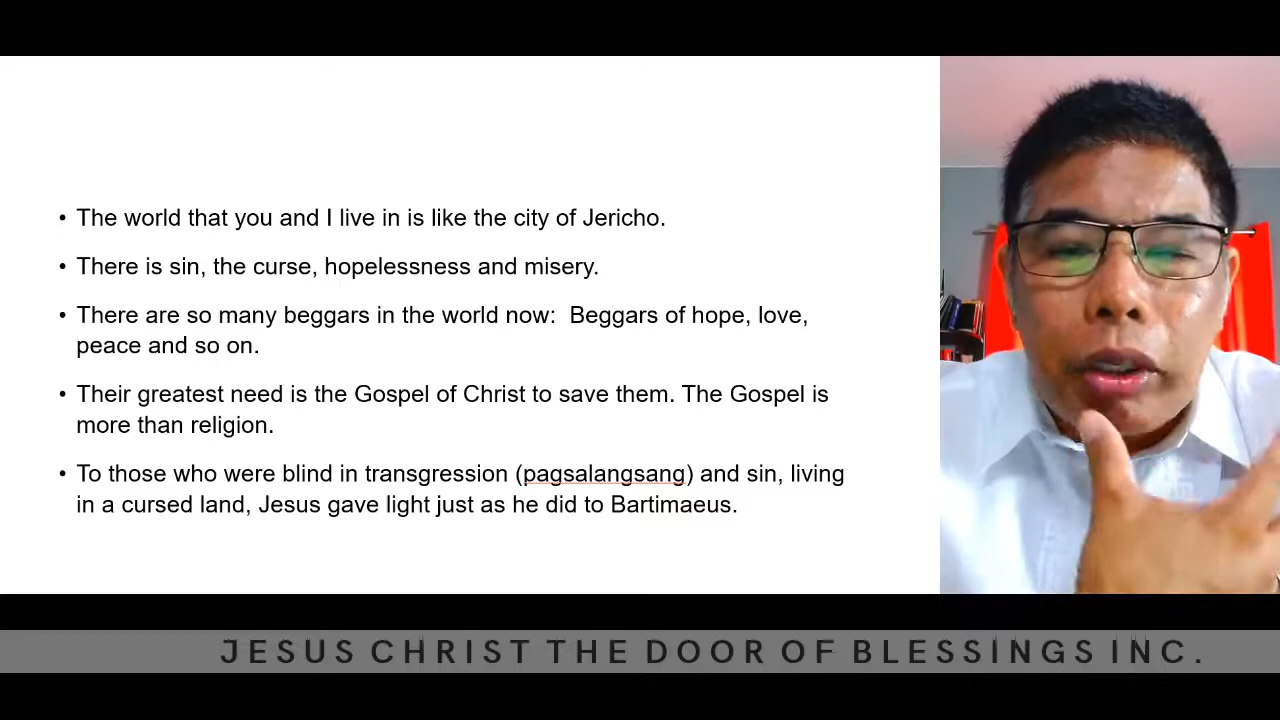 • The world that you and I live in is like the city of Jericho.
• There is sin, the curse, hopelessness and misery.
• There are so many beggars in the world now:  Beggars of hope, love,
peace and so on.
• Their greatest need is the Gospel of Christ to save them. The Gospel is
more than religion.
• To those who were blind in transgression (pagsalangsang) and sin, living
in a cursed land, Jesus gave light just as he did to Bartimaeus.
JESUS CHRIST THE DOOR OF BLESSINGS INC.